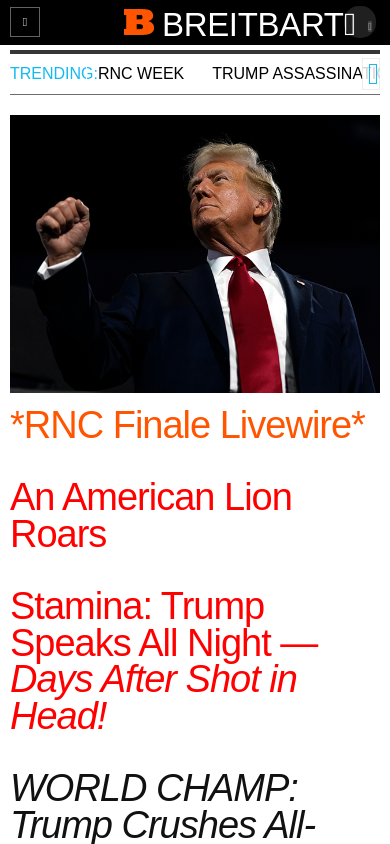 BREITBART
TRENDING: RNC WEEK TRUMP ASSASSINATI
*RNC Finale Livewire*
An American Lion
Roars
Stamina: Trump
Speaks All Night —
Days After Shot in
Head!
WORLD CHAMP:
Trump Crushes All-